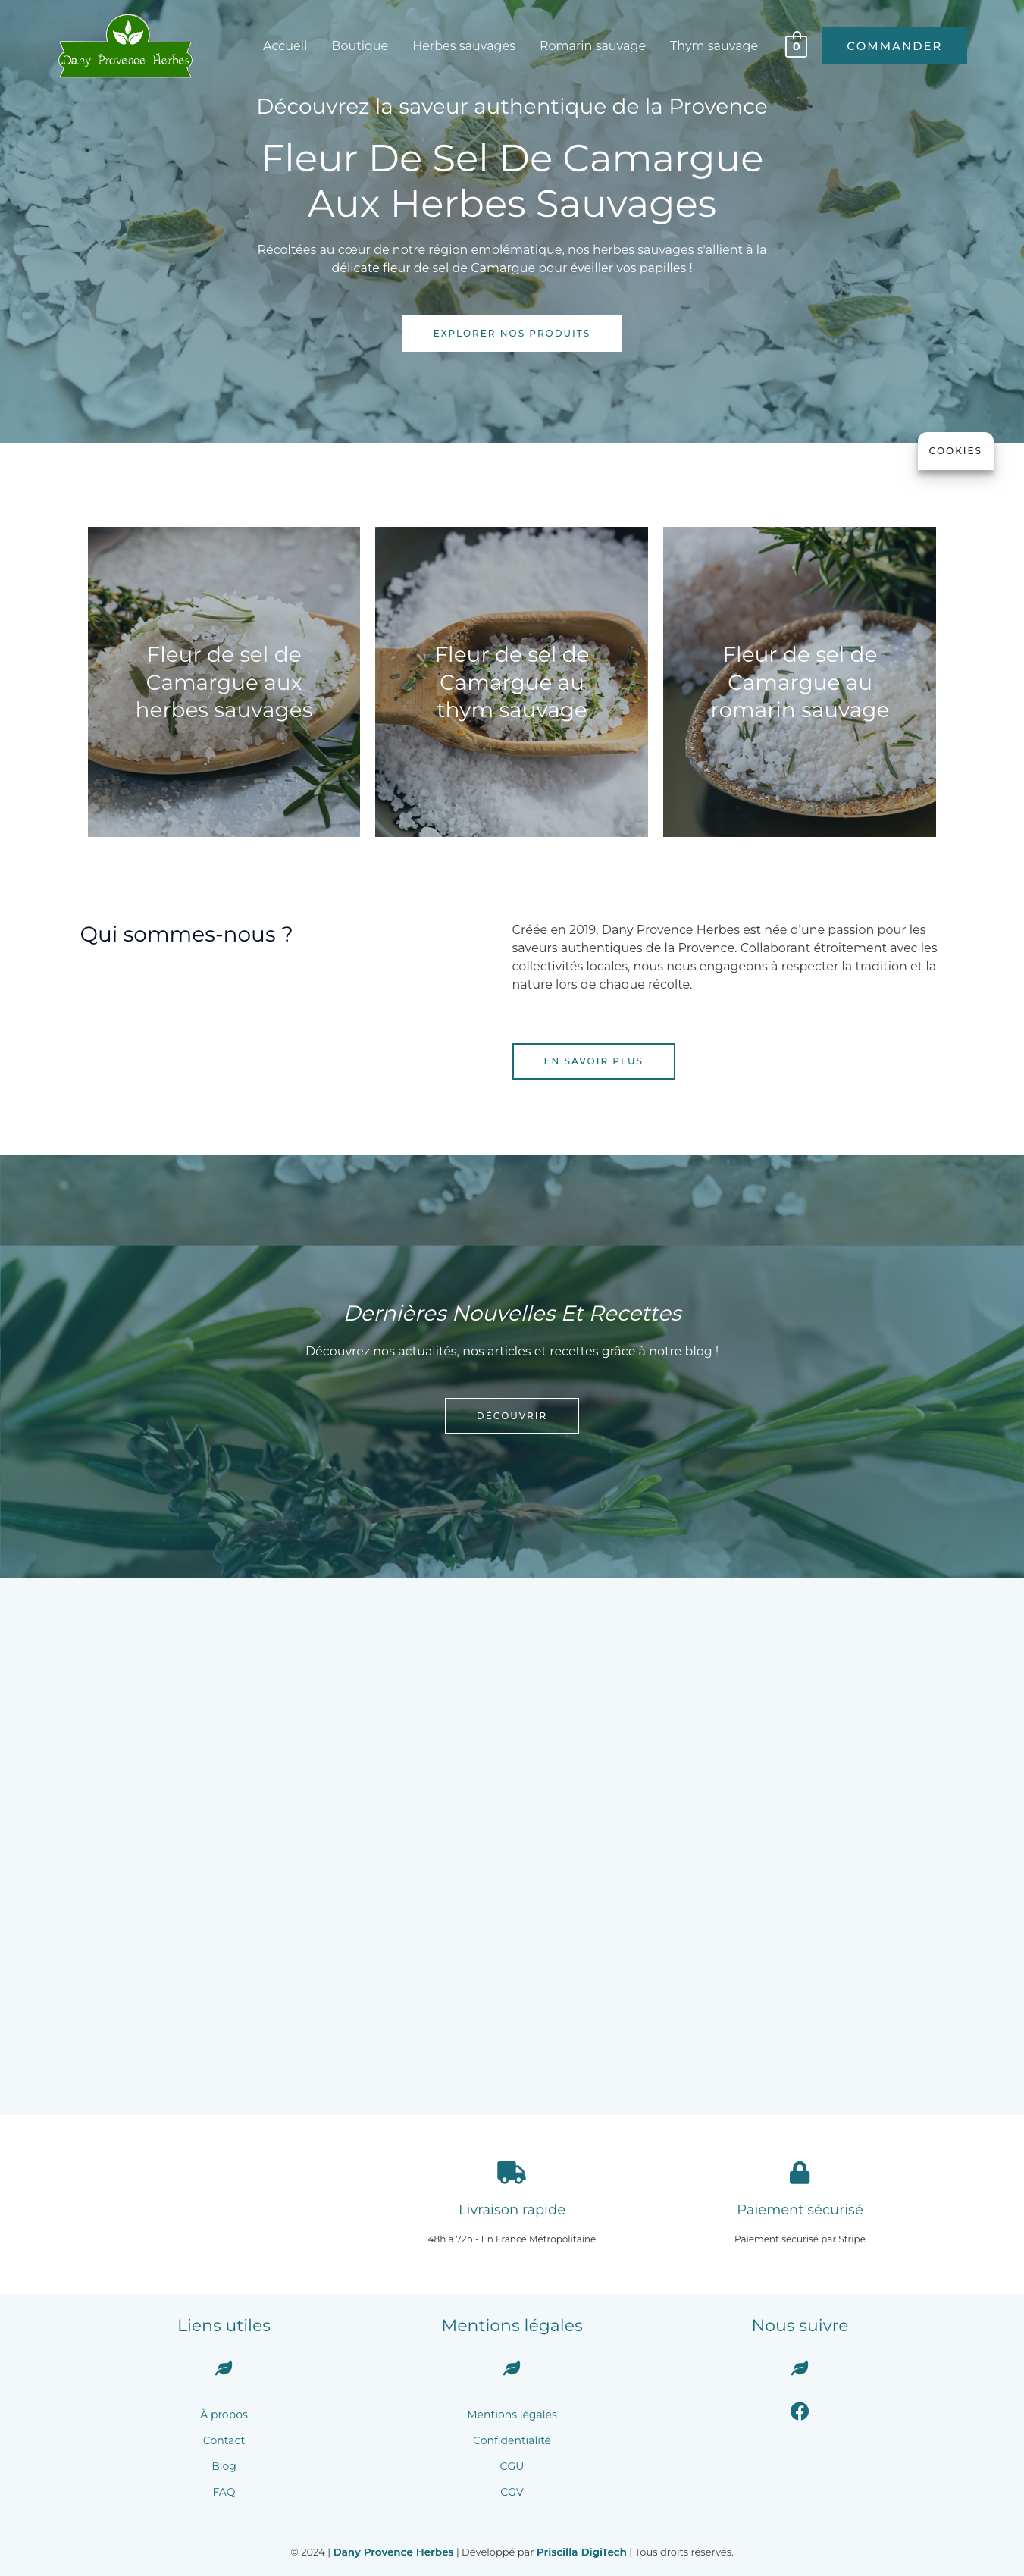 Dany Provence Herbes
Accueil Boutique Herbes sauvages Romarin sauvage Thym sauvage 0 COMMANDER
Découvrez la saveur authentique de la Provence
Fleur De Sel De Camargue
Aux Herbes Sauvages
Récoltées au cœur de notre région emblématique, nos herbes sauvages s'allient à la
délicate fleur de sel de Camargue pour éveiller vos papilles !
EXPLORER NOS PRODUITS
COOKIES
Fleur de sel de
Camargue aux
herbes sauvages
Fleur de sel de
Camargue au
thym sauvage
Fleur de sel de
Camargue au
romarin sauvage
Qui sommes-nous ?
Créée en 2019, Dany Provence Herbes est née d’une passion pour les
saveurs authentiques de la Provence. Collaborant étroitement avec les
collectivités locales, nous nous engageons à respecter la tradition et la
nature lors de chaque récolte.
EN SAVOIR PLUS
Dernières Nouvelles Et Recettes
Découvrez nos actualités, nos articles et recettes grâce à notre blog !
DÉCOUVRIR
Livraison rapide
48h à 72h - En France Métropolitaine
Paiement sécurisé
Paiement sécurisé par Stripe
Liens utiles
À propos
Contact
Blog
FAQ
Mentions légales
Mentions légales
Confidentialité
CGU
CGV
Nous suivre
© 2024 | Dany Provence Herbes | Développé par Priscilla DigiTech | Tous droits réservés.